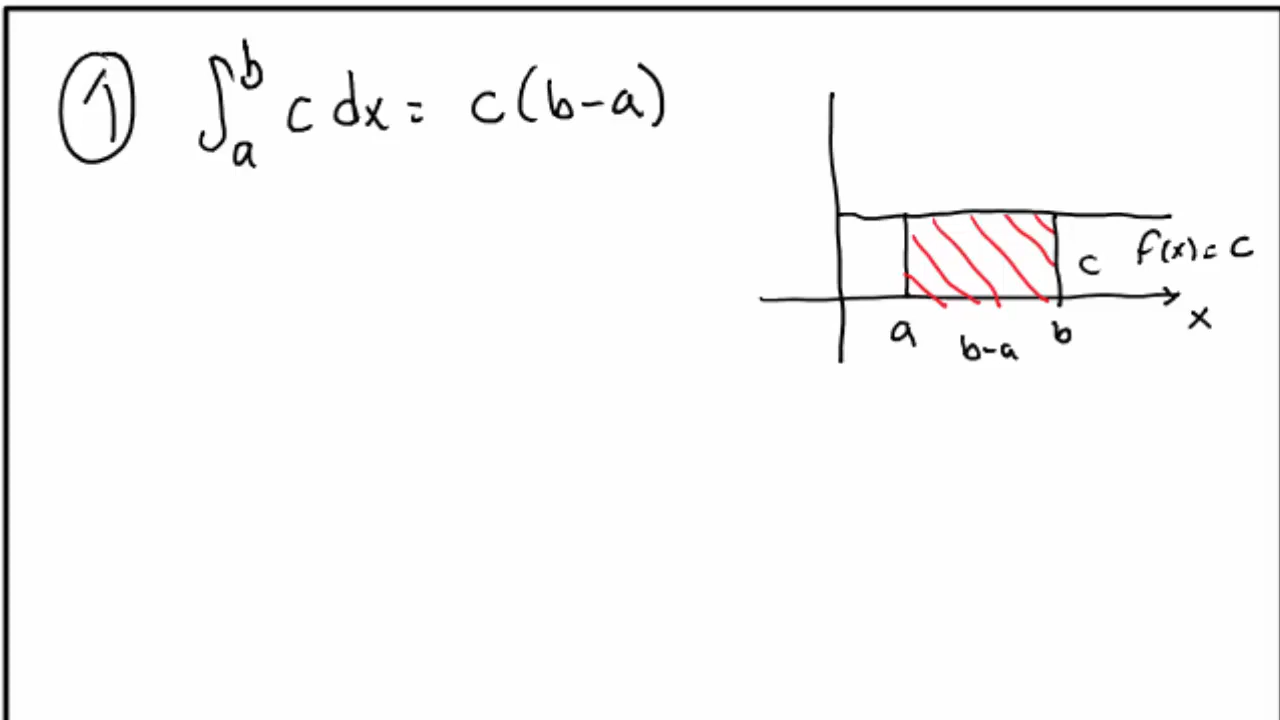 ① ∫_a^b c dx = c(b-a)
f(x) = c
c
x
a
b-a
b